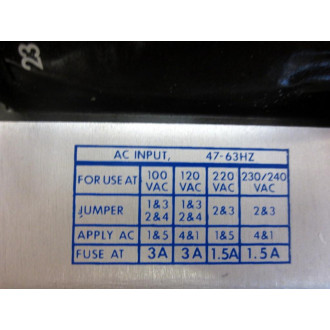 23
AC INPUT, 47-63HZ
FOR USE AT 100 VAC 120 VAC 220 VAC 230/240 VAC
JUMPER 1&3 2&4 1&3 2&4 2&3 2&3
APPLY AC 1&5 4&1 1&5 4&1
FUSE AT 3A 3A 1.5A 1.5A